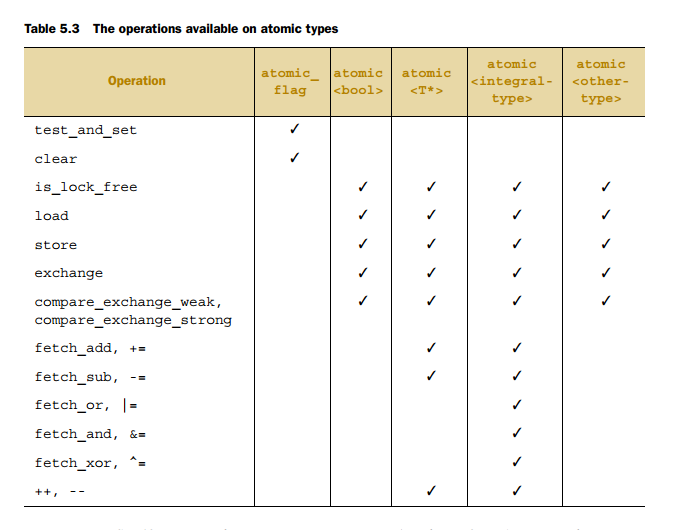 Table 5.3 The operations available on atomic types
Operation atomic_ flag atomic <bool> atomic <T*> atomic <integral- type> atomic <other- type>
test_and_set ✓
clear ✓
is_lock_free ✓ ✓ ✓ ✓
load ✓ ✓ ✓ ✓
store ✓ ✓ ✓ ✓
exchange ✓ ✓ ✓ ✓
compare_exchange_weak, ✓ ✓ ✓ ✓
compare_exchange_strong
fetch_add, += ✓ ✓
fetch_sub, -= ✓ ✓
fetch_or, |= ✓
fetch_and, &= ✓
fetch_xor, ^= ✓
++, -- ✓ ✓